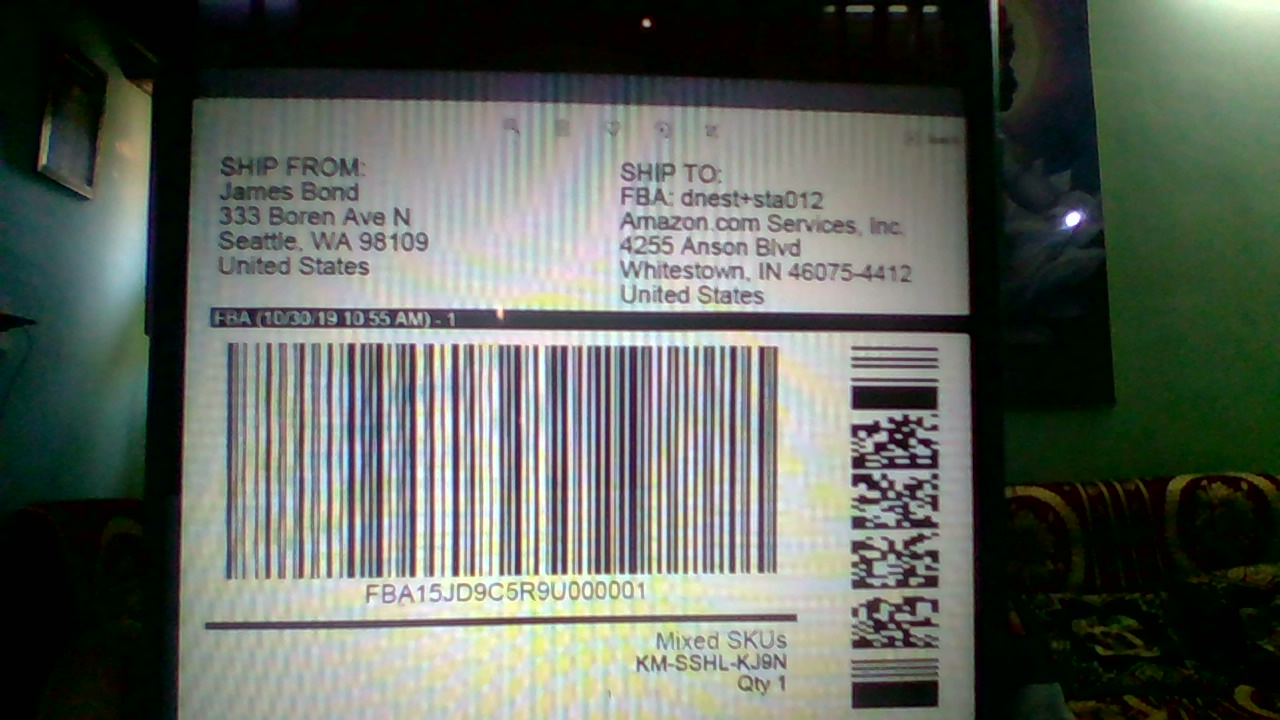 SHIP FROM:
James Bond
333 Boren Ave N
Seattle, WA 98109
United States
SHIP TO:
FBA: dnest+sta012
Amazon.com Services, Inc.
4255 Anson Blvd
Whitestown, IN 46075-4412
United States
FBA (10/30/19 10:55 AM) - 1
FBA15JD9C5R9U000001
Mixed SKUs
KM-SSHL-KJ9N
Qty 1